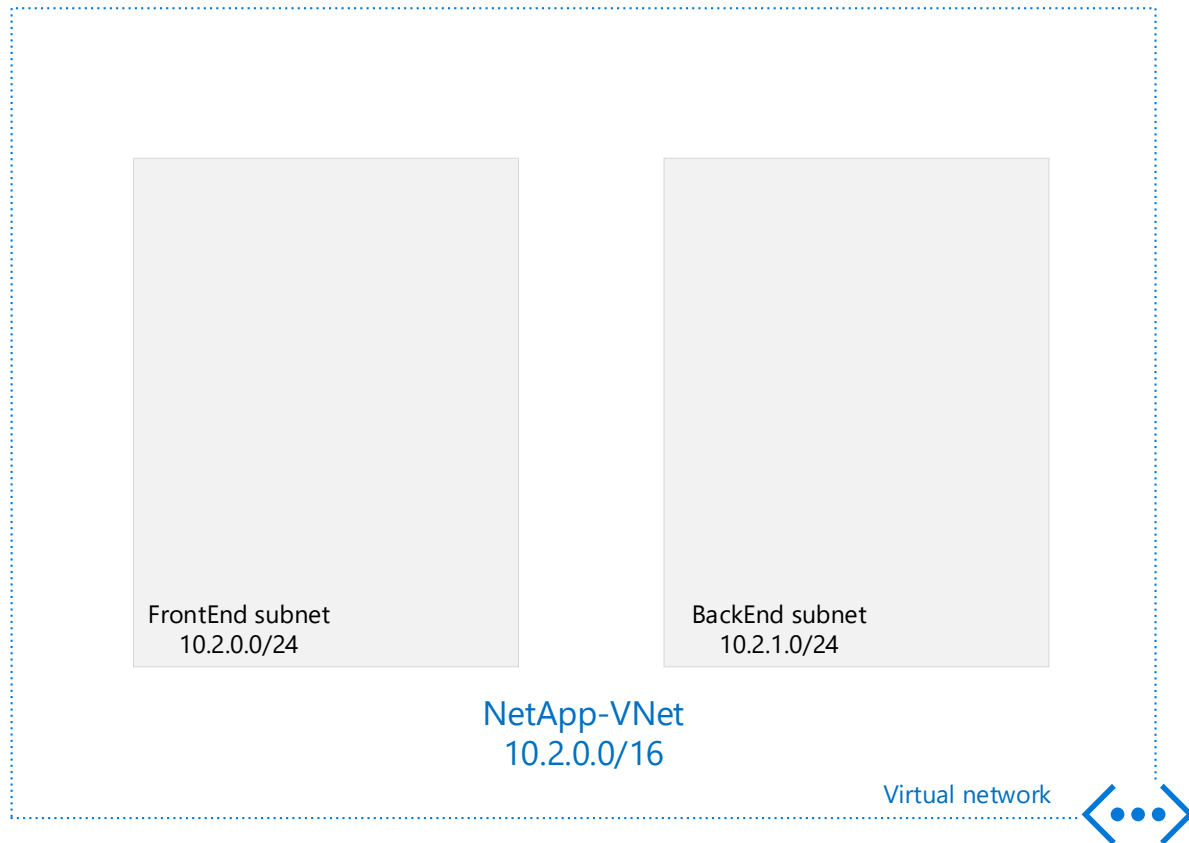 FrontEnd subnet
10.2.0.0/24
BackEnd subnet
10.2.1.0/24
NetApp-VNet
10.2.0.0/16
Virtual network